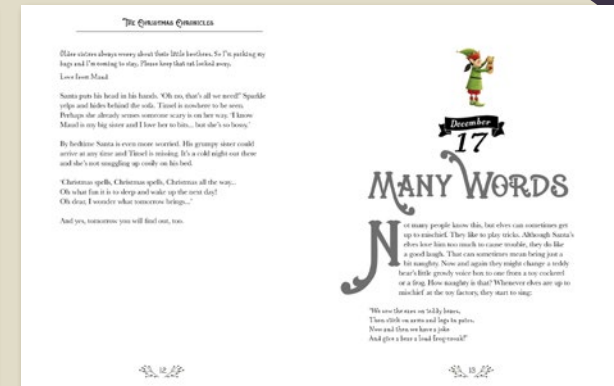 The Christmas Chronicles
Older sisters always worry about their little brothers. So I'm packing my
bags and I'm coming to stay. Please keep that cat locked away.
Love from Maud
Santa puts his head in his hands. 'Oh no, that's all we need!' Sparkle
yelps and hides behind the sofa. Tinsel is nowhere to be seen.
Perhaps she already senses someone scary is on her way. 'I know
Maud is my big sister and I love her to bits... but she's so bossy.'
By bedtime Santa is even more worried. His grumpy sister could
arrive at any time and Tinsel is missing. It's a cold night out there
and she's not snuggling up cosily on his bed.
'Christmas spells, Christmas spells, Christmas all the way...
Oh what fun it is to sleep and wake up the next day!
Oh dear, I wonder what tomorrow brings...'
And yes, tomorrow you will find out, too.
12
December
17
Many Words
Not many people know this, but elves can sometimes get
up to mischief. They like to play tricks. Although Santa's
elves love him too much to cause trouble, they do like
a good laugh. That can sometimes mean being just a
bit naughty. Now and again they might change a teddy
bear's little growly voice box to one from a toy cockerel
or a frog. How naughty is that? Whenever elves are up to
mischief at the toy factory, they start to sing:
'We sew the eyes on teddy bears,
Then stick on arms and legs in pairs.
Now and then we have a joke
And give a bear a loud frog-croak!'
13